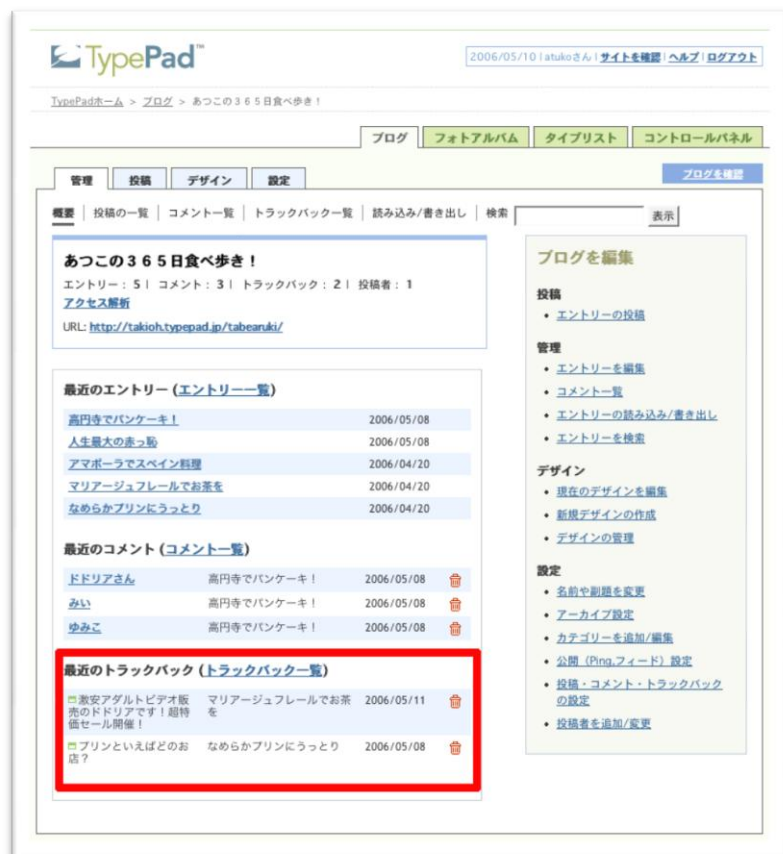 TypePad™
2006/05/10 | atukoさん | サイトを確認 | ヘルプ | ログアウト
TypePadホーム > ブログ > あつこの365日食べ歩き!
ブログ フォトアルバム タイプリスト コントロールパネル
管理 投稿 デザイン 設定 ブログを確認
概要 | 投稿の一覧 | コメント一覧 | トラックバック一覧 | 読み込み/書き出し | 検索 表示
あつこの365日食べ歩き!
エントリー: 5 | コメント: 3 | トラックバック: 2 | 投稿者: 1
アクセス解析
URL: http://takioh.typepad.jp/tabearuki/
最近のエントリー (エントリー一覧)
高円寺でパンケーキ! 2006/05/08
人生最大の赤っ恥 2006/05/08
アマポーラでスペイン料理 2006/04/20
マリアージュフレールでお茶を 2006/04/20
なめらかプリンにうっとり 2006/04/20
最近のコメント (コメント一覧)
ドドリアさん 高円寺でパンケーキ! 2006/05/08
みい 高円寺でパンケーキ! 2006/05/08
ゆみこ 高円寺でパンケーキ! 2006/05/08
最近のトラックバック (トラックバック一覧)
激安アダルトビデオ販 マリアージュフレールでお茶 2006/05/11
売のドドリアです!超特 を
価セール開催!
プリンといえばどのお なめらかプリンにうっとり 2006/05/08
店?
ブログを編集
投稿
• エントリーの投稿
管理
• エントリーを編集
• コメント一覧
• エントリーの読み込み/書き出し
• エントリーを検索
デザイン
• 現在のデザインを編集
• 新規デザインの作成
• デザインの管理
設定
• 名前や副題を変更
• アーカイブ設定
• カテゴリーを追加/編集
• 公開(Ping,フィード)設定
• 投稿・コメント・トラックバック
の設定
• 投稿者を追加/変更